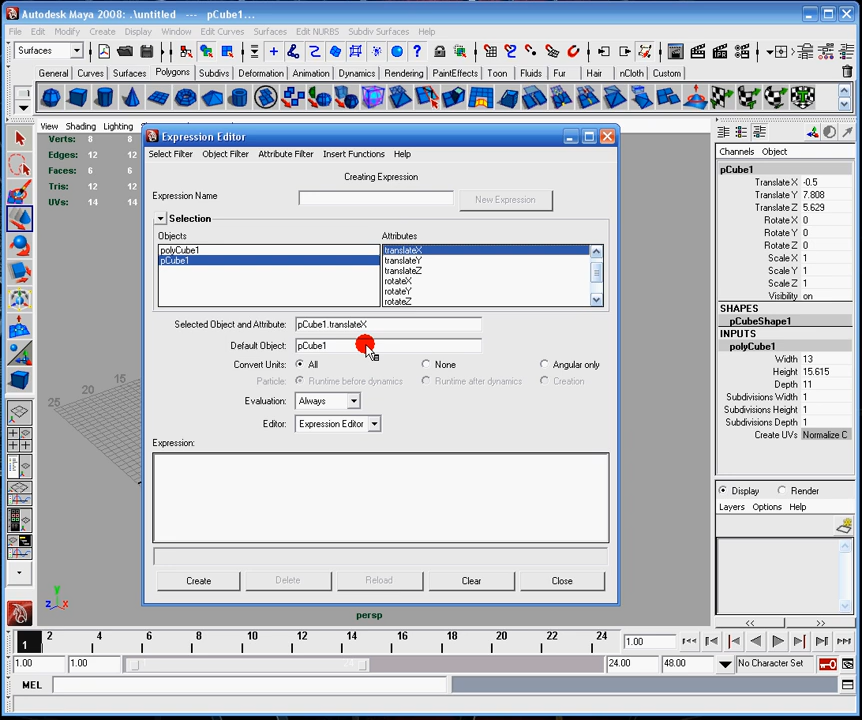 Autodesk Maya 2008: .\untitled --- pCube1...
File Edit Modify Create Display Window Edit Curves Surfaces Edit NURBS Subdiv Surfaces Help
Surfaces
General Curves Surfaces Polygons Subdivs Deformation Animation Dynamics Rendering PaintEffects Toon Fluids Fur Hair nCloth Custom
View Shading Lighting
Verts: 8 8
Edges: 12 12
Faces: 6 6
Tris: 12 12
UVs: 14 14
20 15
25
Expression Editor
Select Filter Object Filter Attribute Filter Insert Functions Help
Creating Expression
Expression Name
New Expression
Selection
Objects Attributes
polyCube1 translateX
pCube1 translateY
translateZ
rotateX
rotateY
rotateZ
Selected Object and Attribute: pCube1.translateX
Default Object: pCube1
Convert Units: All None Angular only
Particle: Runtime before dynamics Runtime after dynamics Creation
Evaluation: Always
Editor: Expression Editor
Expression:
Create Delete Reload Clear Close
y
z x
persp
Channels Object
pCube1
Translate X -0.5
Translate Y 7.808
Translate Z 5.629
Rotate X 0
Rotate Y 0
Rotate Z 0
Scale X 1
Scale Y 1
Scale Z 1
Visibility on
SHAPES
pCubeShape1
INPUTS
polyCube1
Width 13
Height 15.615
Depth 11
Subdivisions Width 1
Subdivisions Height 1
Subdivisions Depth 1
Create UVs Normalize C
Display Render
Layers Options Help
<< >>
1 2 4 6 8 10 12 14 16 18 20 22 24 1.00
1.00 1.00 24.00 48.00 No Character Set
MEL